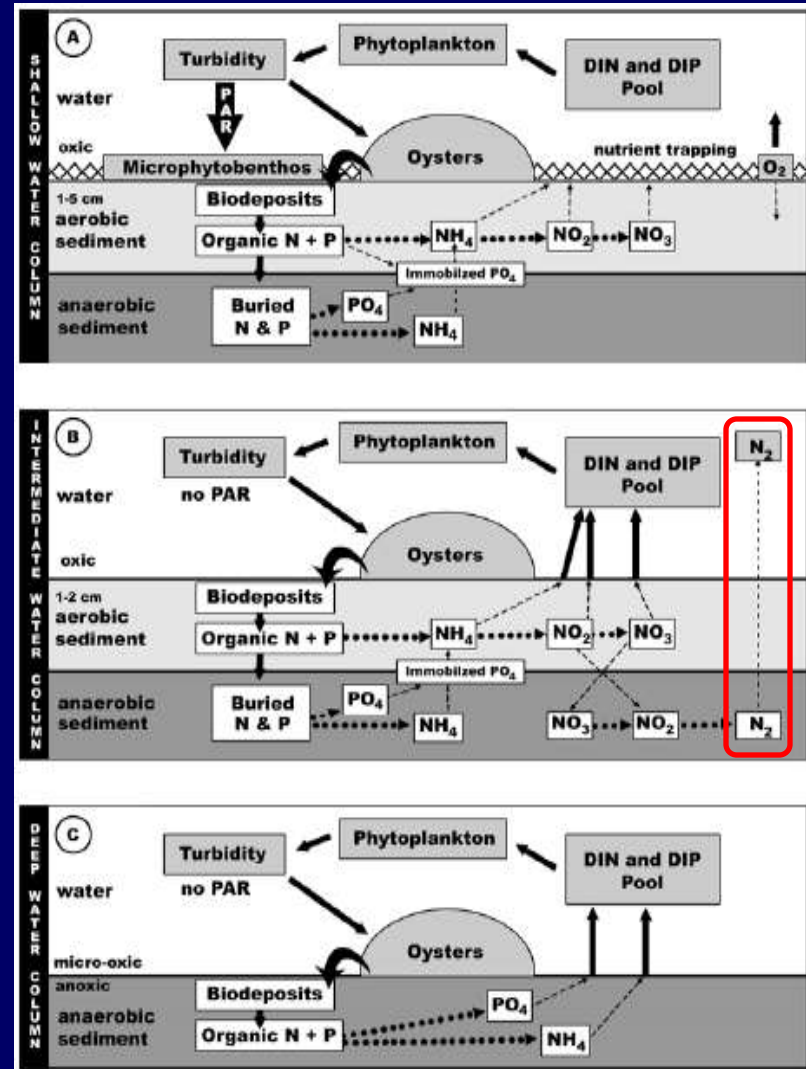 SHALLOW WATER COLUMN
A
Phytoplankton
Turbidity
DIN and DIP
Pool
water
PAR
oxic
Oysters
nutrient trapping
O2
Microphytobenthos
1-5 cm
aerobic
sediment
Biodeposits
Organic N + P
NH4
NO2
NO3
Immobilzed PO4
anaerobic
sediment
Buried
N & P
PO4
NH4
INTERMEDIATE WATER COLUMN
B
Phytoplankton
Turbidity
DIN and DIP
Pool
N2
water
no PAR
oxic
Oysters
1-2 cm
aerobic
sediment
Biodeposits
Organic N + P
NH4
NO2
NO3
Immobilzed PO4
anaerobic
sediment
Buried
N & P
PO4
NH4
NO3
NO2
N2
DEEP WATER COLUMN
C
Phytoplankton
Turbidity
DIN and DIP
Pool
water
no PAR
Oysters
micro-oxic
anoxic
anaerobic
sediment
Biodeposits
Organic N + P
PO4
NH4